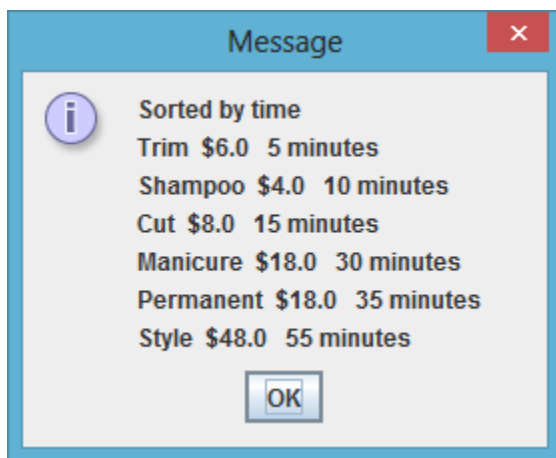 Message
Sorted by time
Trim $6.0 5 minutes
Shampoo $4.0 10 minutes
Cut $8.0 15 minutes
Manicure $18.0 30 minutes
Permanent $18.0 35 minutes
Style $48.0 55 minutes
OK